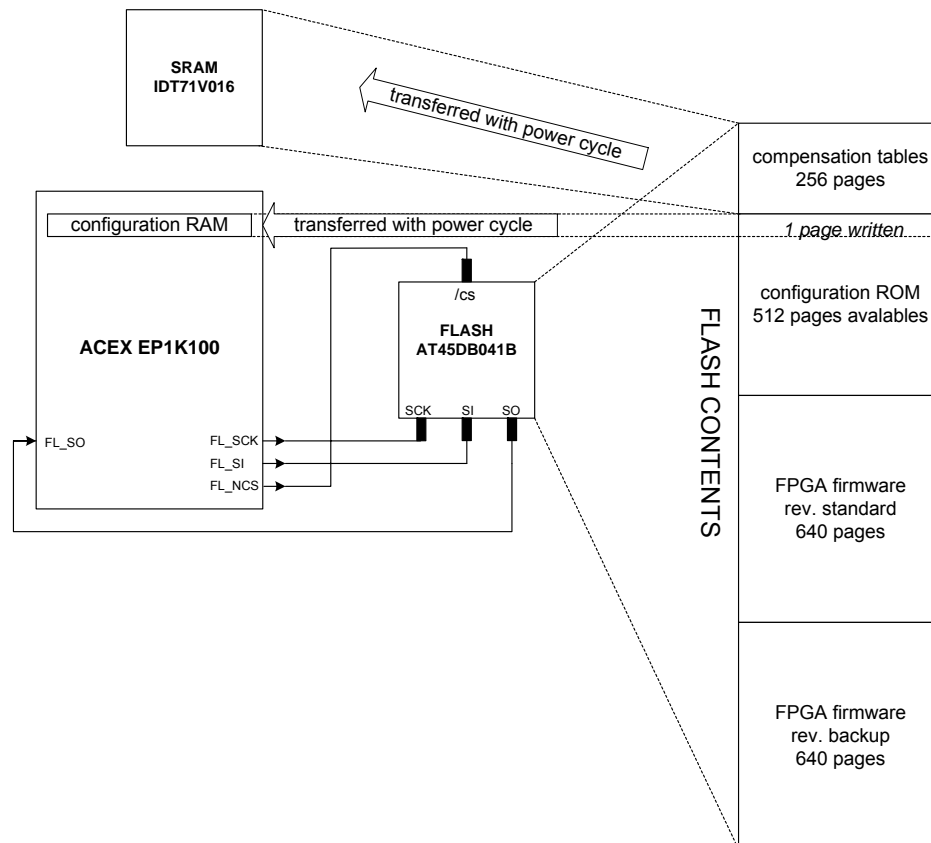 SRAM
IDT71V016
transferred with power cycle
compensation tables
256 pages
configuration RAM
transferred with power cycle
1 page written
/cs
FLASH
AT45DB041B
SCK
SI
SO
ACEX EP1K100
FL_SO
FL_SCK
FL_SI
FL_NCS
FLASH CONTENTS
configuration ROM
512 pages avalables
FPGA firmware
rev. standard
640 pages
FPGA firmware
rev. backup
640 pages